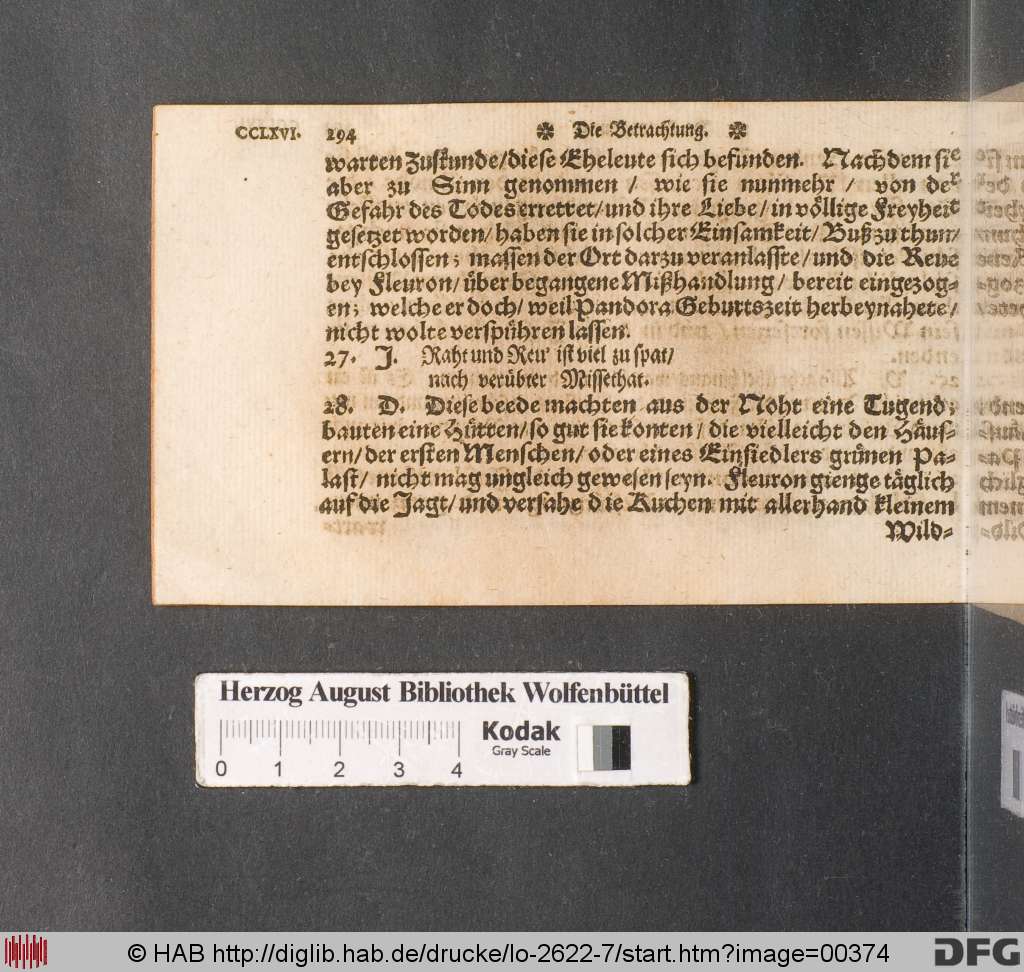 CCLXVI. 294 ✼ Die Betrachtung. ✼
warten zustunde/diese Eheleute sich befunden. Nachdem sie
aber zu Sinn genommen / wie sie nunmehr / von der
Gefahr des Todes errettet/und ihre Liebe/in völlige Freyheit
gesetzet worden/haben sie in solcher Einsamkeit/Buß zu thun/
entschlossen; massen der Ort darzu veranlasste/und die Reue
bey Fleuron/über begangene Mißhandlung/ bereit eingezog-
en; welche er doch/weil Pandora Geburtszeit herbeynahete/
nicht wolte verspühren lassen.
27. J. Raht und Reu' ist viel zu spat/
nach verübter Missethat.
28. D. Diese beede machten aus der Noht eine Tugend;
bauten eine Hütten/so gut sie konten/die vielleicht den Häus-
ern/der ersten Menschen/oder eines Einsiedlers grünen Pa-
last/ nicht mag ungleich gewesen seyn. Fleuron gienge täglich
auf die Jagt/und versahe die Kuchen mit allerhand kleinem
Wild-
Herzog August Bibliothek Wolfenbüttel
Kodak
Gray Scale
0 1 2 3 4
© HAB http://diglib.hab.de/drucke/lo-2622-7/start.htm?image=00374
DFG